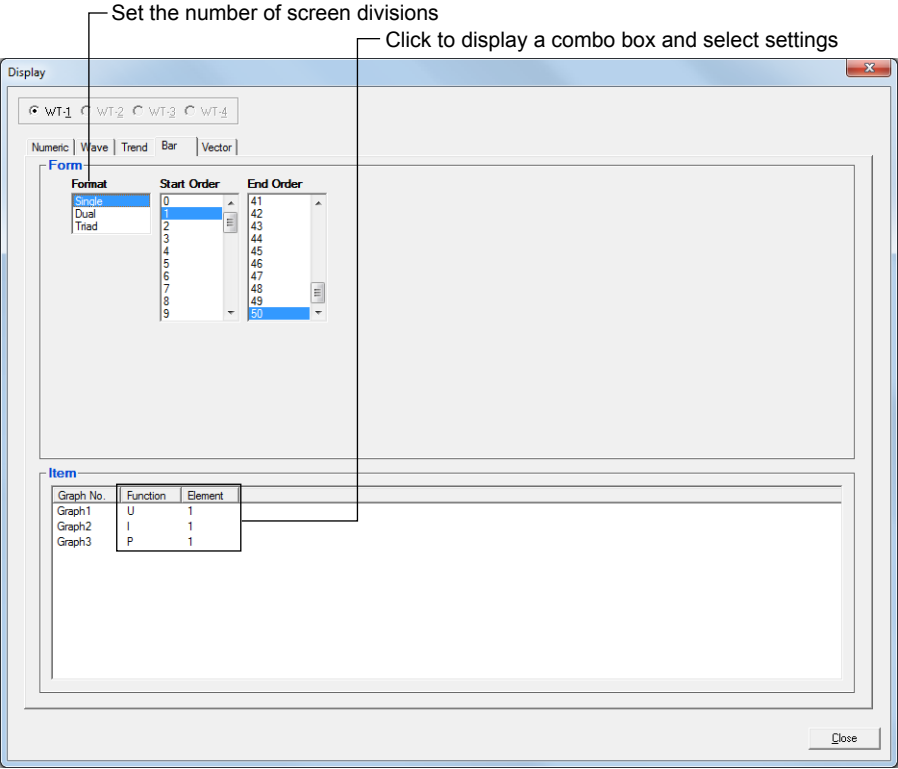 Set the number of screen divisions
Click to display a combo box and select settings
Display
WT-1 WT-2 WT-3 WT-4
Numeric Wave Trend Bar Vector
Form
Format Start Order End Order
Single 0 41
Dual 1 42
Triad 2 43
3 44
4 45
5 46
6 47
7 48
8 49
9 50
Item
Graph No. Function Element
Graph1 U 1
Graph2 I 1
Graph3 P 1
Close